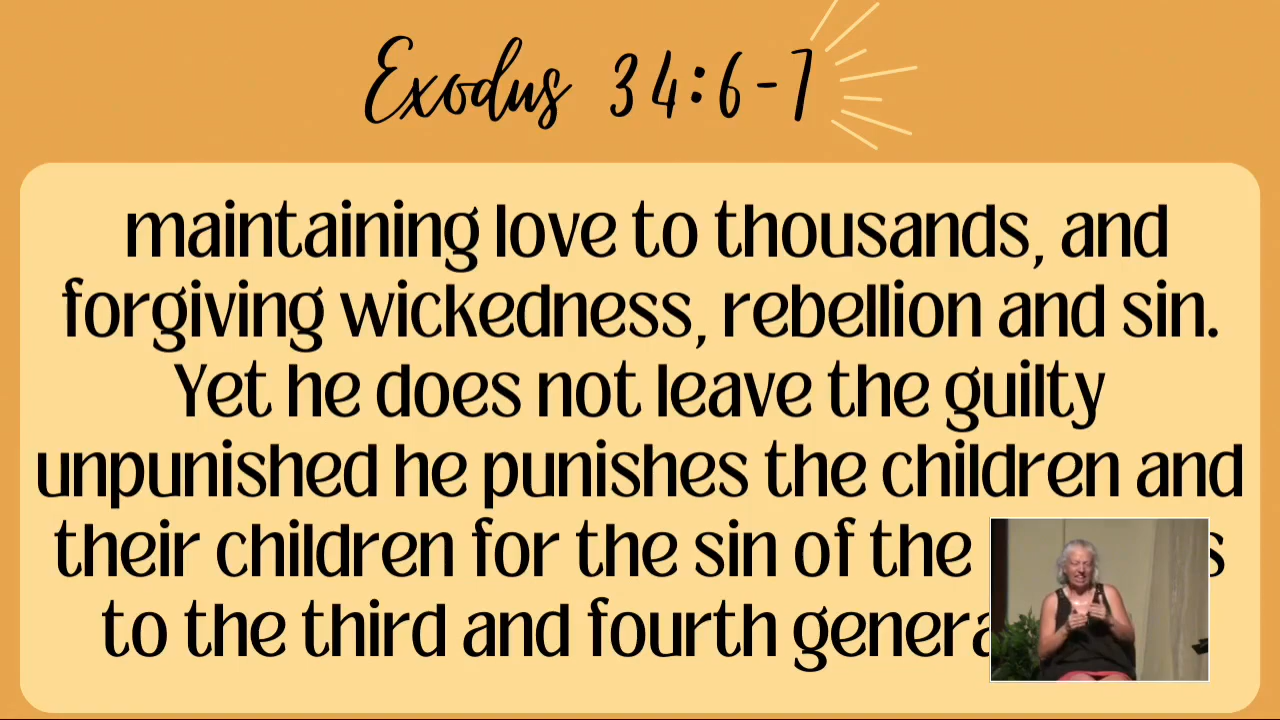 Exodus 34:6-7
maintaining love to thousands, and
forgiving wickedness, rebellion and sin.
Yet he does not leave the guilty
unpunished he punishes the children and
their children for the sin of the
to the third and fourth